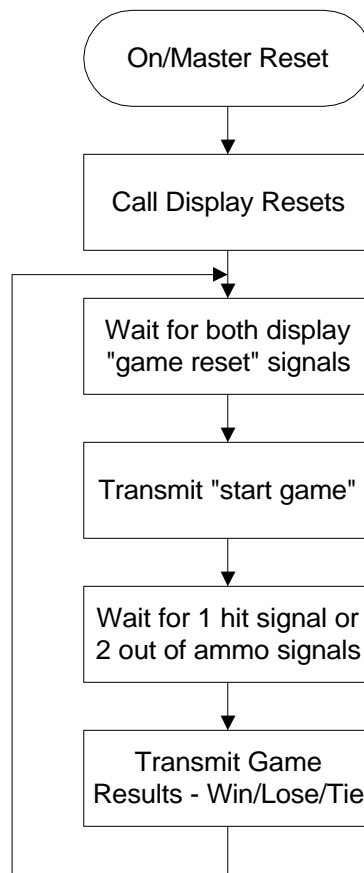 On/Master Reset
Call Display Resets
Wait for both display
"game reset" signals
Transmit "start game"
Wait for 1 hit signal or
2 out of ammo signals
Transmit Game
Results - Win/Lose/Tie